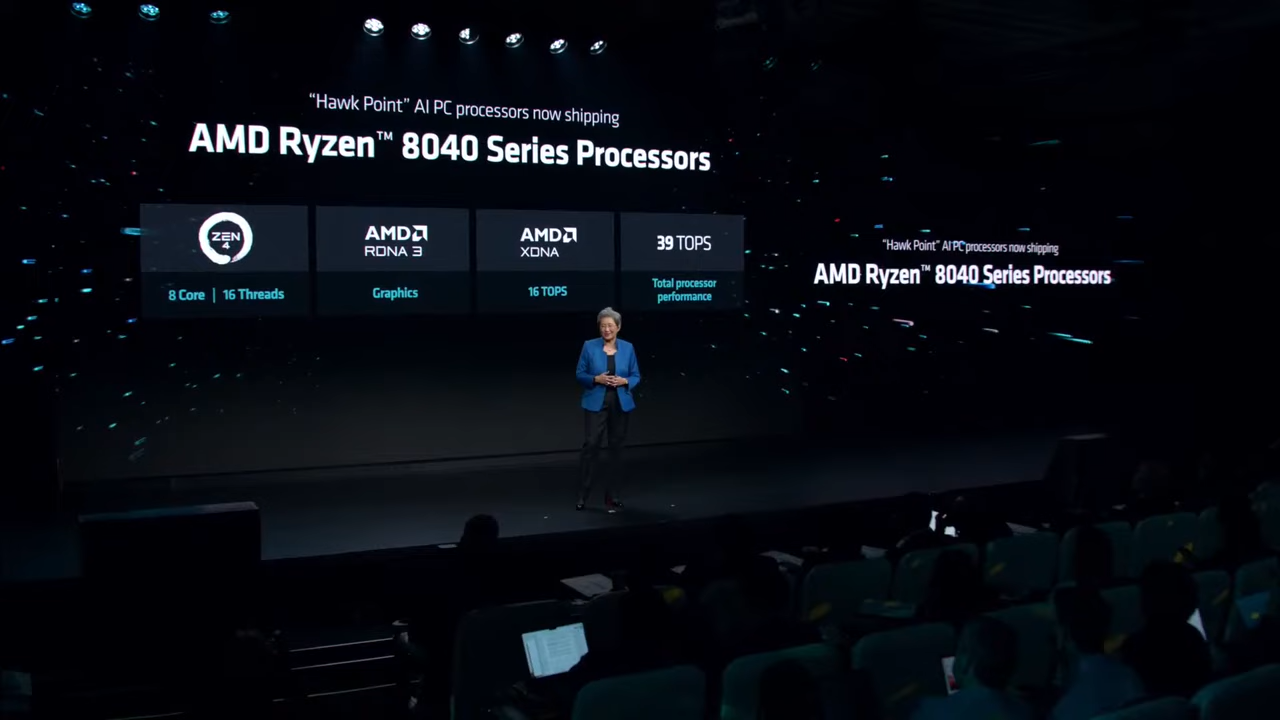 “Hawk Point” AI PC processors now shipping
AMD Ryzen™ 8040 Series Processors
ZEN
4
8 Core | 16 Threads
AMD
RDNA 3
Graphics
AMD
XDNA
16 TOPS
39 TOPS
Total processor
performance
“Hawk Point” AI PC processors now shipping
AMD Ryzen™ 8040 Series Processors